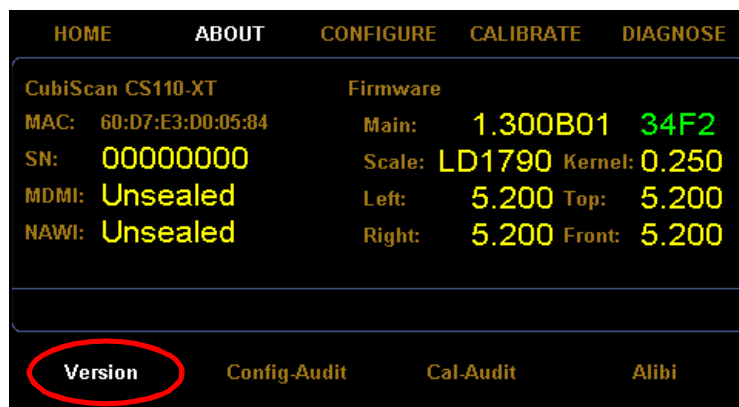 HOME ABOUT CONFIGURE CALIBRATE DIAGNOSE
CubiScan CS110-XT Firmware
MAC: 60:D7:E3:D0:05:84 Main: 1.300B01 34F2
SN: 00000000 Scale: LD1790 Kernel: 0.250
MDMI: Unsealed Left: 5.200 Top: 5.200
NAWI: Unsealed Right: 5.200 Front: 5.200
Version Config-Audit Cal-Audit Alibi